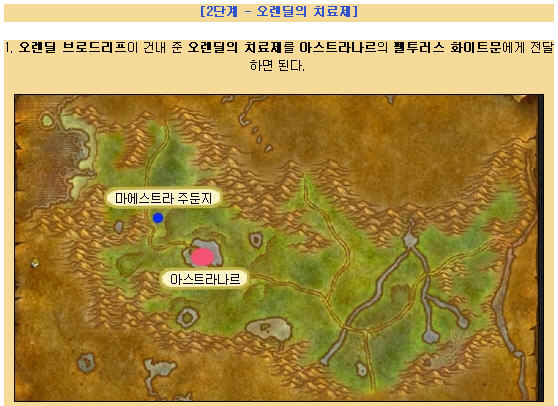 [2단계 - 오렌딜의 치료제]
1. 오렌딜 브로드리프이 건내 준 오렌딜의 치료제를 아스트라나르의 펠투러스 화이트문에게 전달
하면 된다.
마에스트라 주둔지
아스트라나르